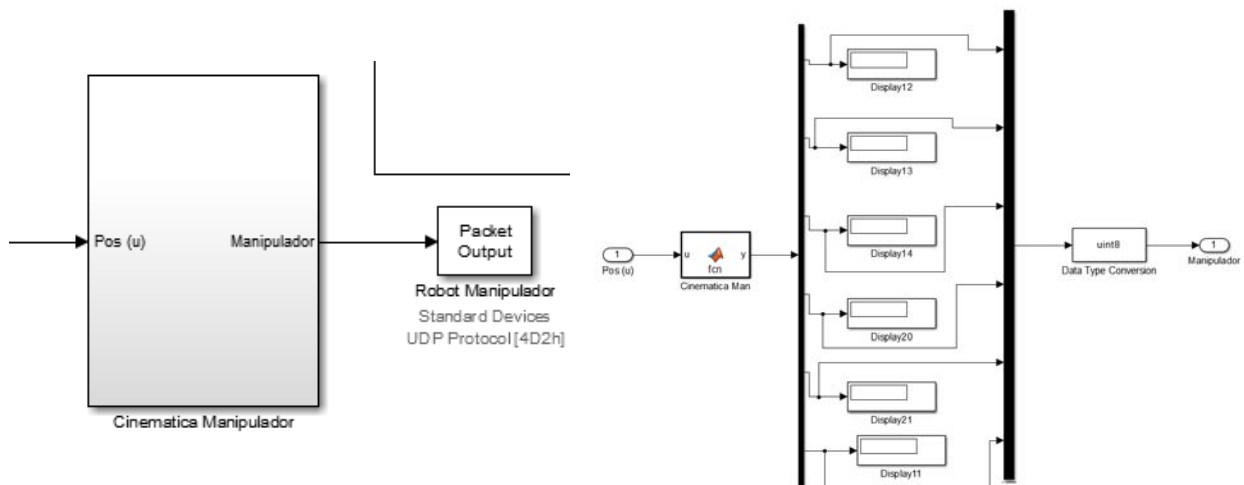 Pos (u)
Manipulador
Cinematica Manipulador
Packet
Output
Robot Manipulador
Standard Devices
UDP Protocol [4D2h]
1
Pos (u)
u
y
fcn
Cinematica Man
Display12
Display13
Display14
Display20
Display21
Display11
uint8
Data Type Conversion
1
Manipulador